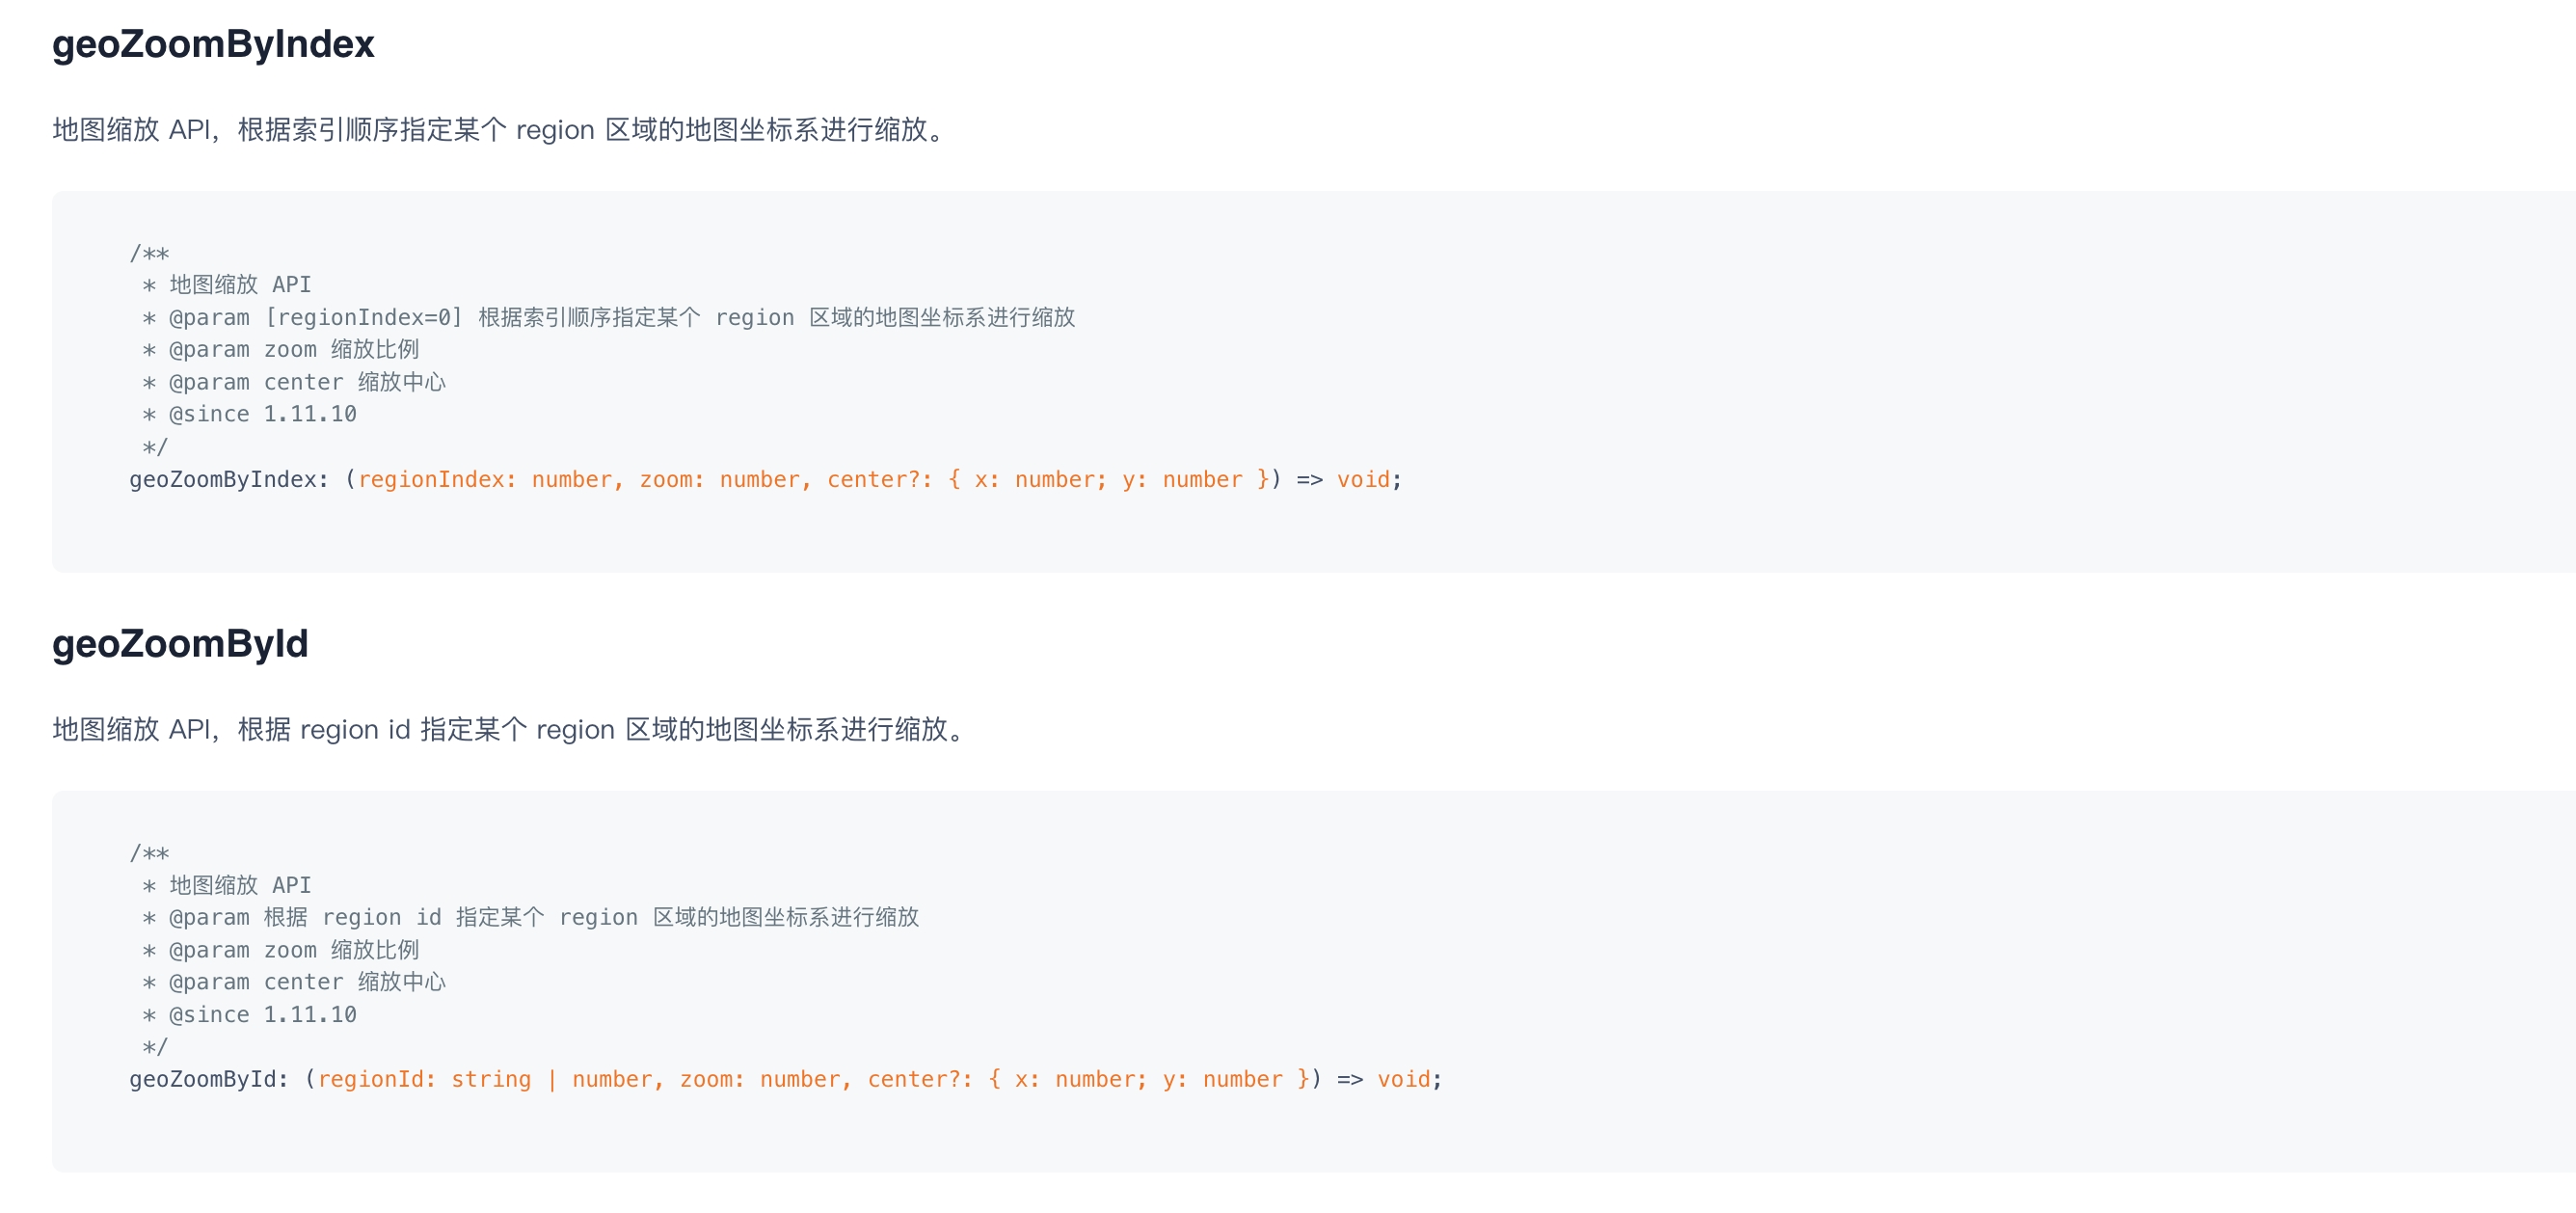 geoZoomByIndex
地图缩放 API，根据索引顺序指定某个 region 区域的地图坐标系进行缩放。
/**
 * 地图缩放 API
 * @param [regionIndex=0] 根据索引顺序指定某个 region 区域的地图坐标系进行缩放
 * @param zoom 缩放比例
 * @param center 缩放中心
 * @since 1.11.10
 */
geoZoomByIndex: (regionIndex: number, zoom: number, center?: { x: number; y: number }) => void;
geoZoomById
地图缩放 API，根据 region id 指定某个 region 区域的地图坐标系进行缩放。
/**
 * 地图缩放 API
 * @param 根据 region id 指定某个 region 区域的地图坐标系进行缩放
 * @param zoom 缩放比例
 * @param center 缩放中心
 * @since 1.11.10
 */
geoZoomById: (regionId: string | number, zoom: number, center?: { x: number; y: number }) => void;